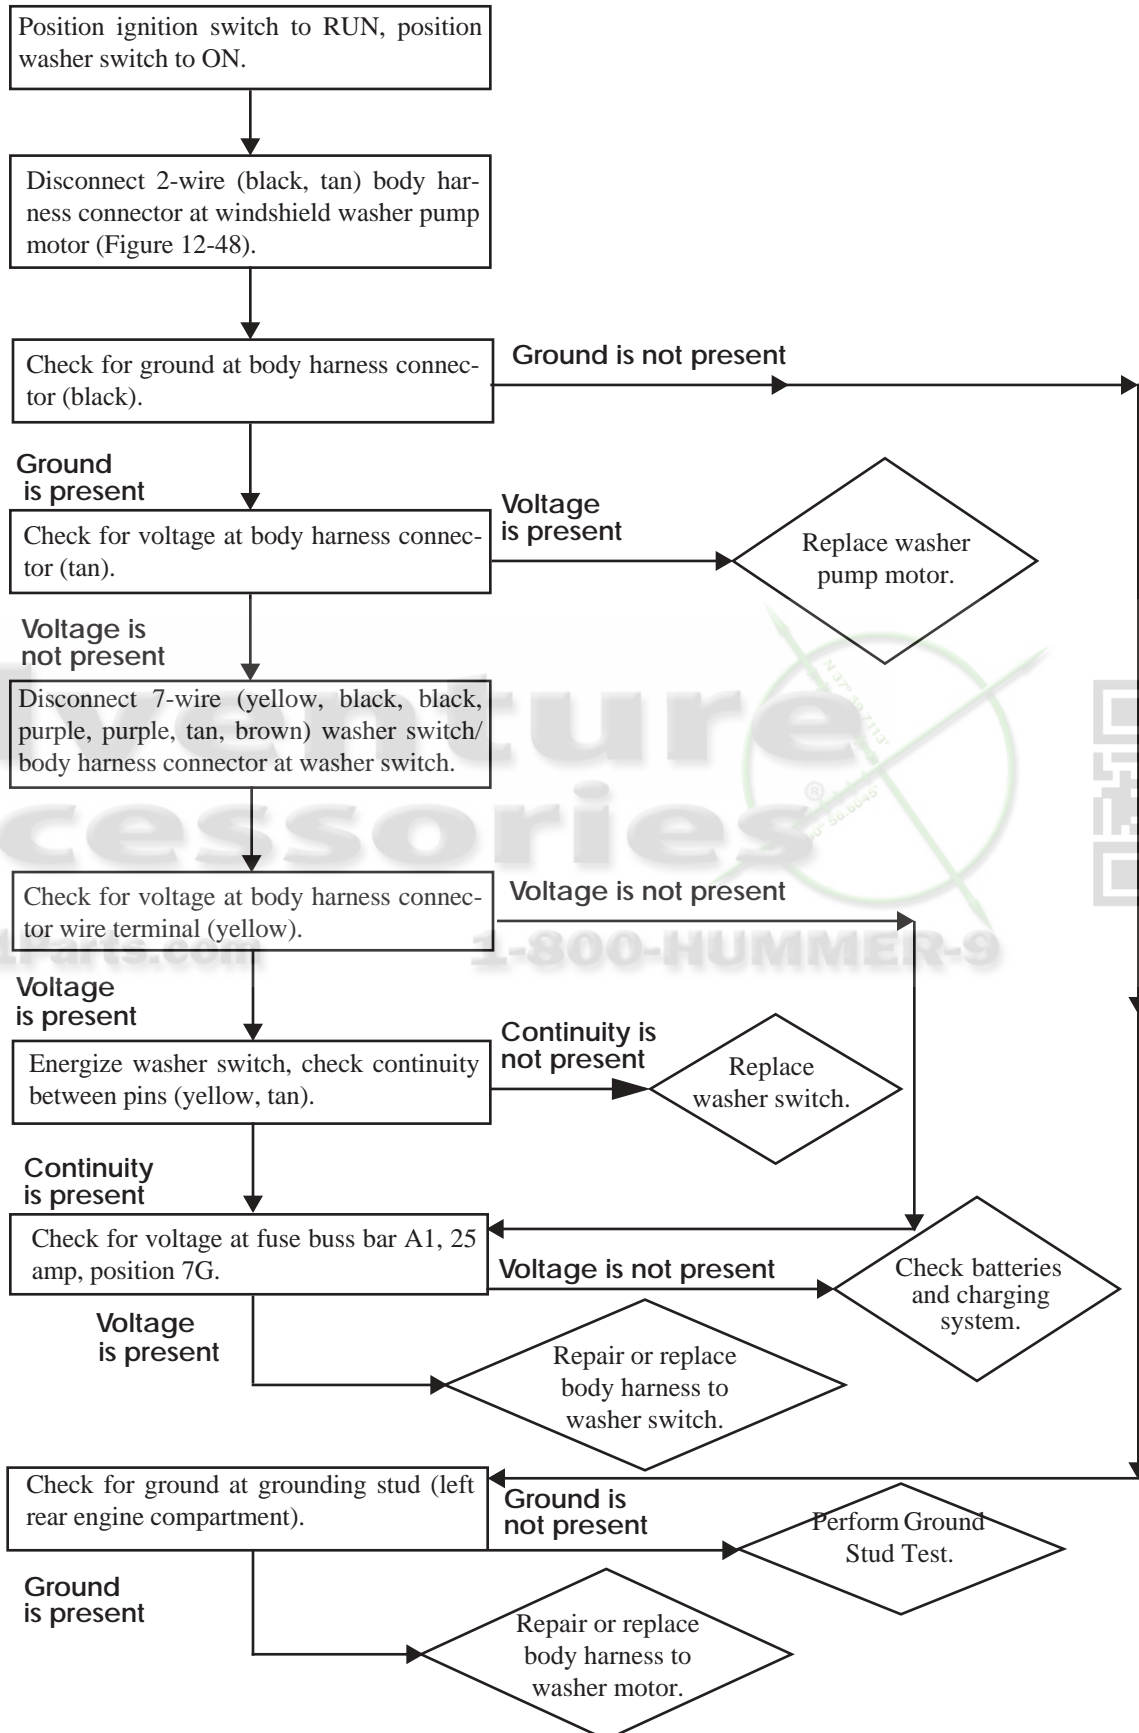 Position ignition switch to RUN, position
washer switch to ON.
Disconnect 2-wire (black, tan) body har-
ness connector at windshield washer pump
motor (Figure 12-48).
Check for ground at body harness connec-
tor (black).
Ground is not present
Ground
is present
Check for voltage at body harness connec-
tor (tan).
Voltage
is present
Replace washer
pump motor.
Voltage is
not present
Disconnect 7-wire (yellow, black, black,
purple, purple, tan, brown) washer switch/
body harness connector at washer switch.
dventure
N 37° 59.7113'
®
56.6045'
cessories
Check for voltage at body harness connec-
tor wire terminal (yellow).
Voltage is not present
1Parts.com
1-800-HUMMER-9
Voltage
is present
Energize washer switch, check continuity
between pins (yellow, tan).
Continuity is
not present
Replace
washer switch.
Continuity
is present
Check for voltage at fuse buss bar A1, 25
amp, position 7G.
Voltage is not present
Check batteries
and charging
system.
Voltage
is present
Repair or replace
body harness to
washer switch.
Check for ground at grounding stud (left
rear engine compartment).
Ground is
not present
Perform Ground
Stud Test.
Ground
is present
Repair or replace
body harness to
washer motor.